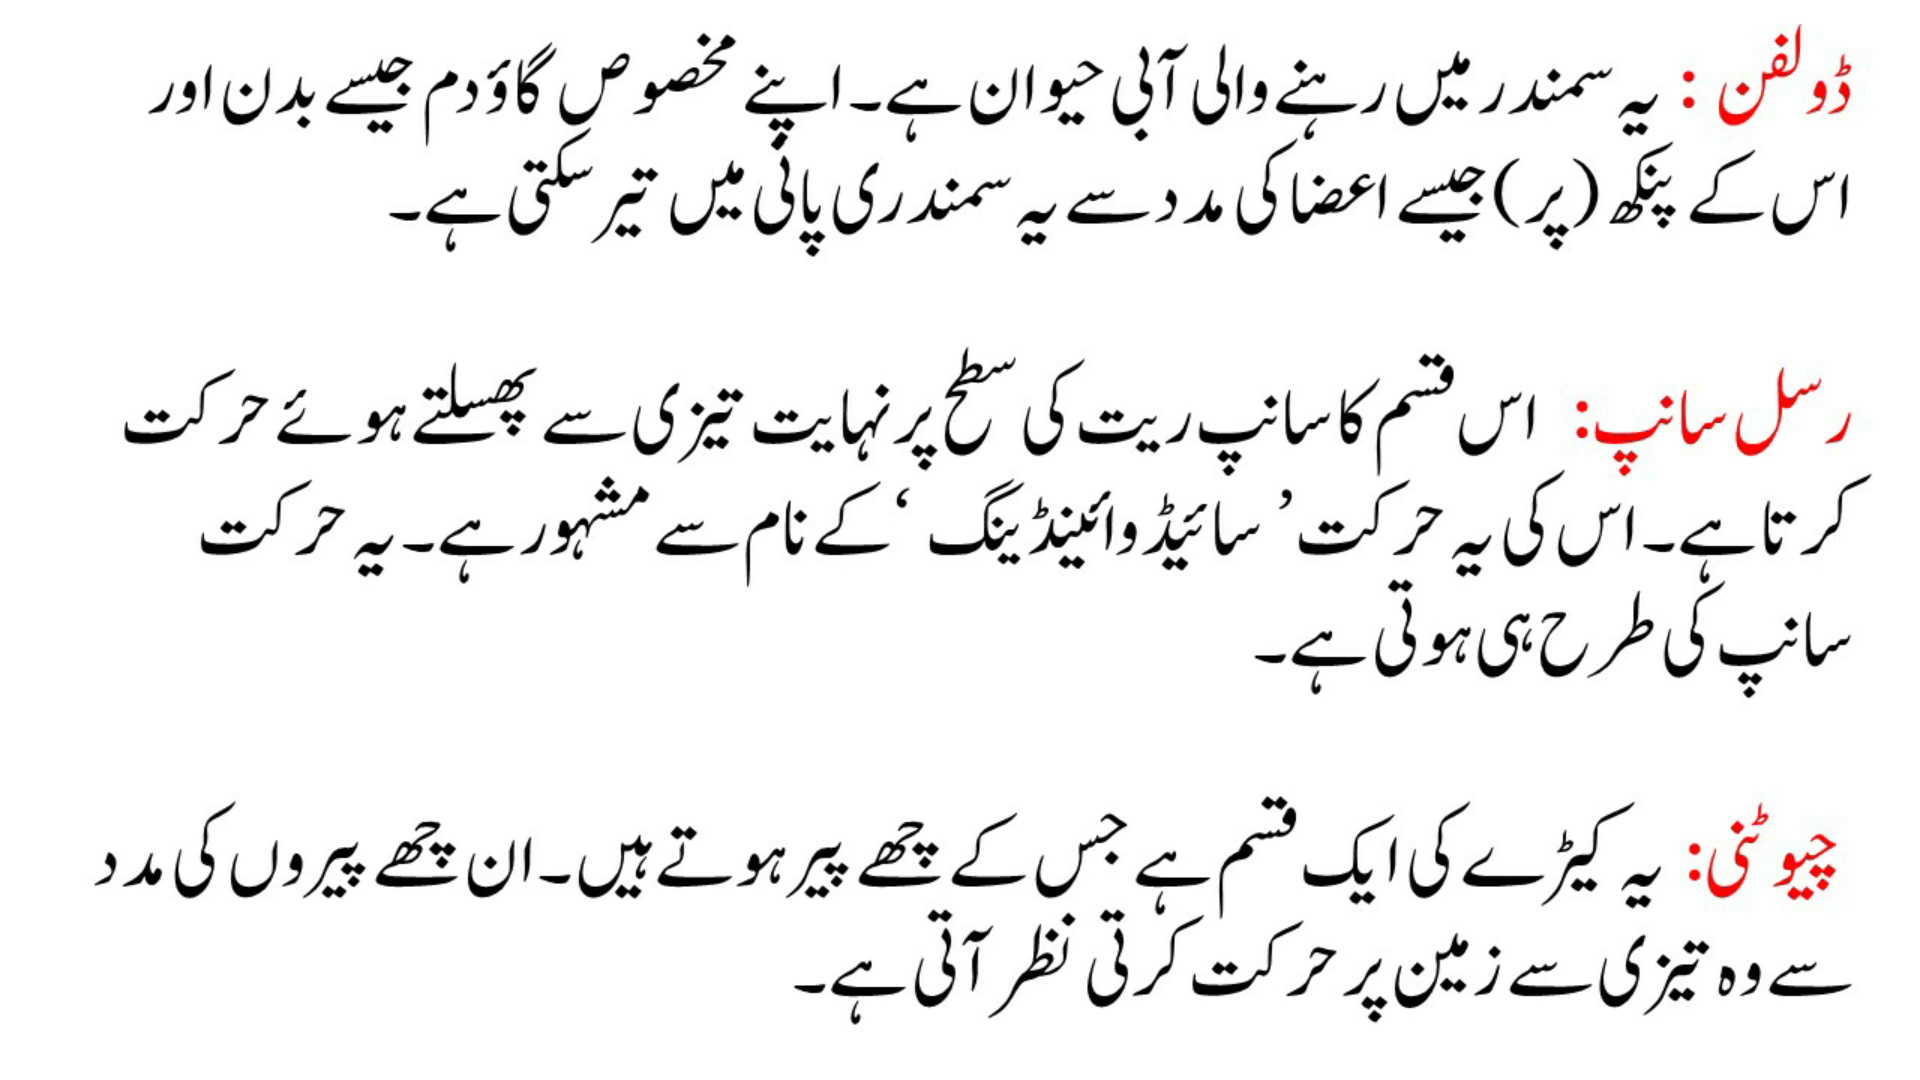 ڈولفن : یہ سمندر میں رہنے والی آبی حیوان ہے۔ اپنے مخصوص گاؤدم جیسے بدن اور
اس کے پنکھ (پر) جیسے اعضا کی مدد سے یہ سمندری پانی میں تیر سکتی ہے۔
رسل سانپ: اس قسم کا سانپ ریت کی سطح پر نہایت تیزی سے پھسلتے ہوئے حرکت
کرتا ہے۔ اس کی یہ حرکت ’ سائیڈ وائینڈینگ ‘ کے نام سے مشہور ہے۔ یہ حرکت
سانپ کی طرح ہی ہوتی ہے۔
چیوٹنی: یہ کیڑے کی ایک قسم ہے جس کے چھے پیر ہوتے ہیں۔ ان چھے پیروں کی مدد
سے وہ تیزی سے زمین پر حرکت کرتی نظر آتی ہے۔